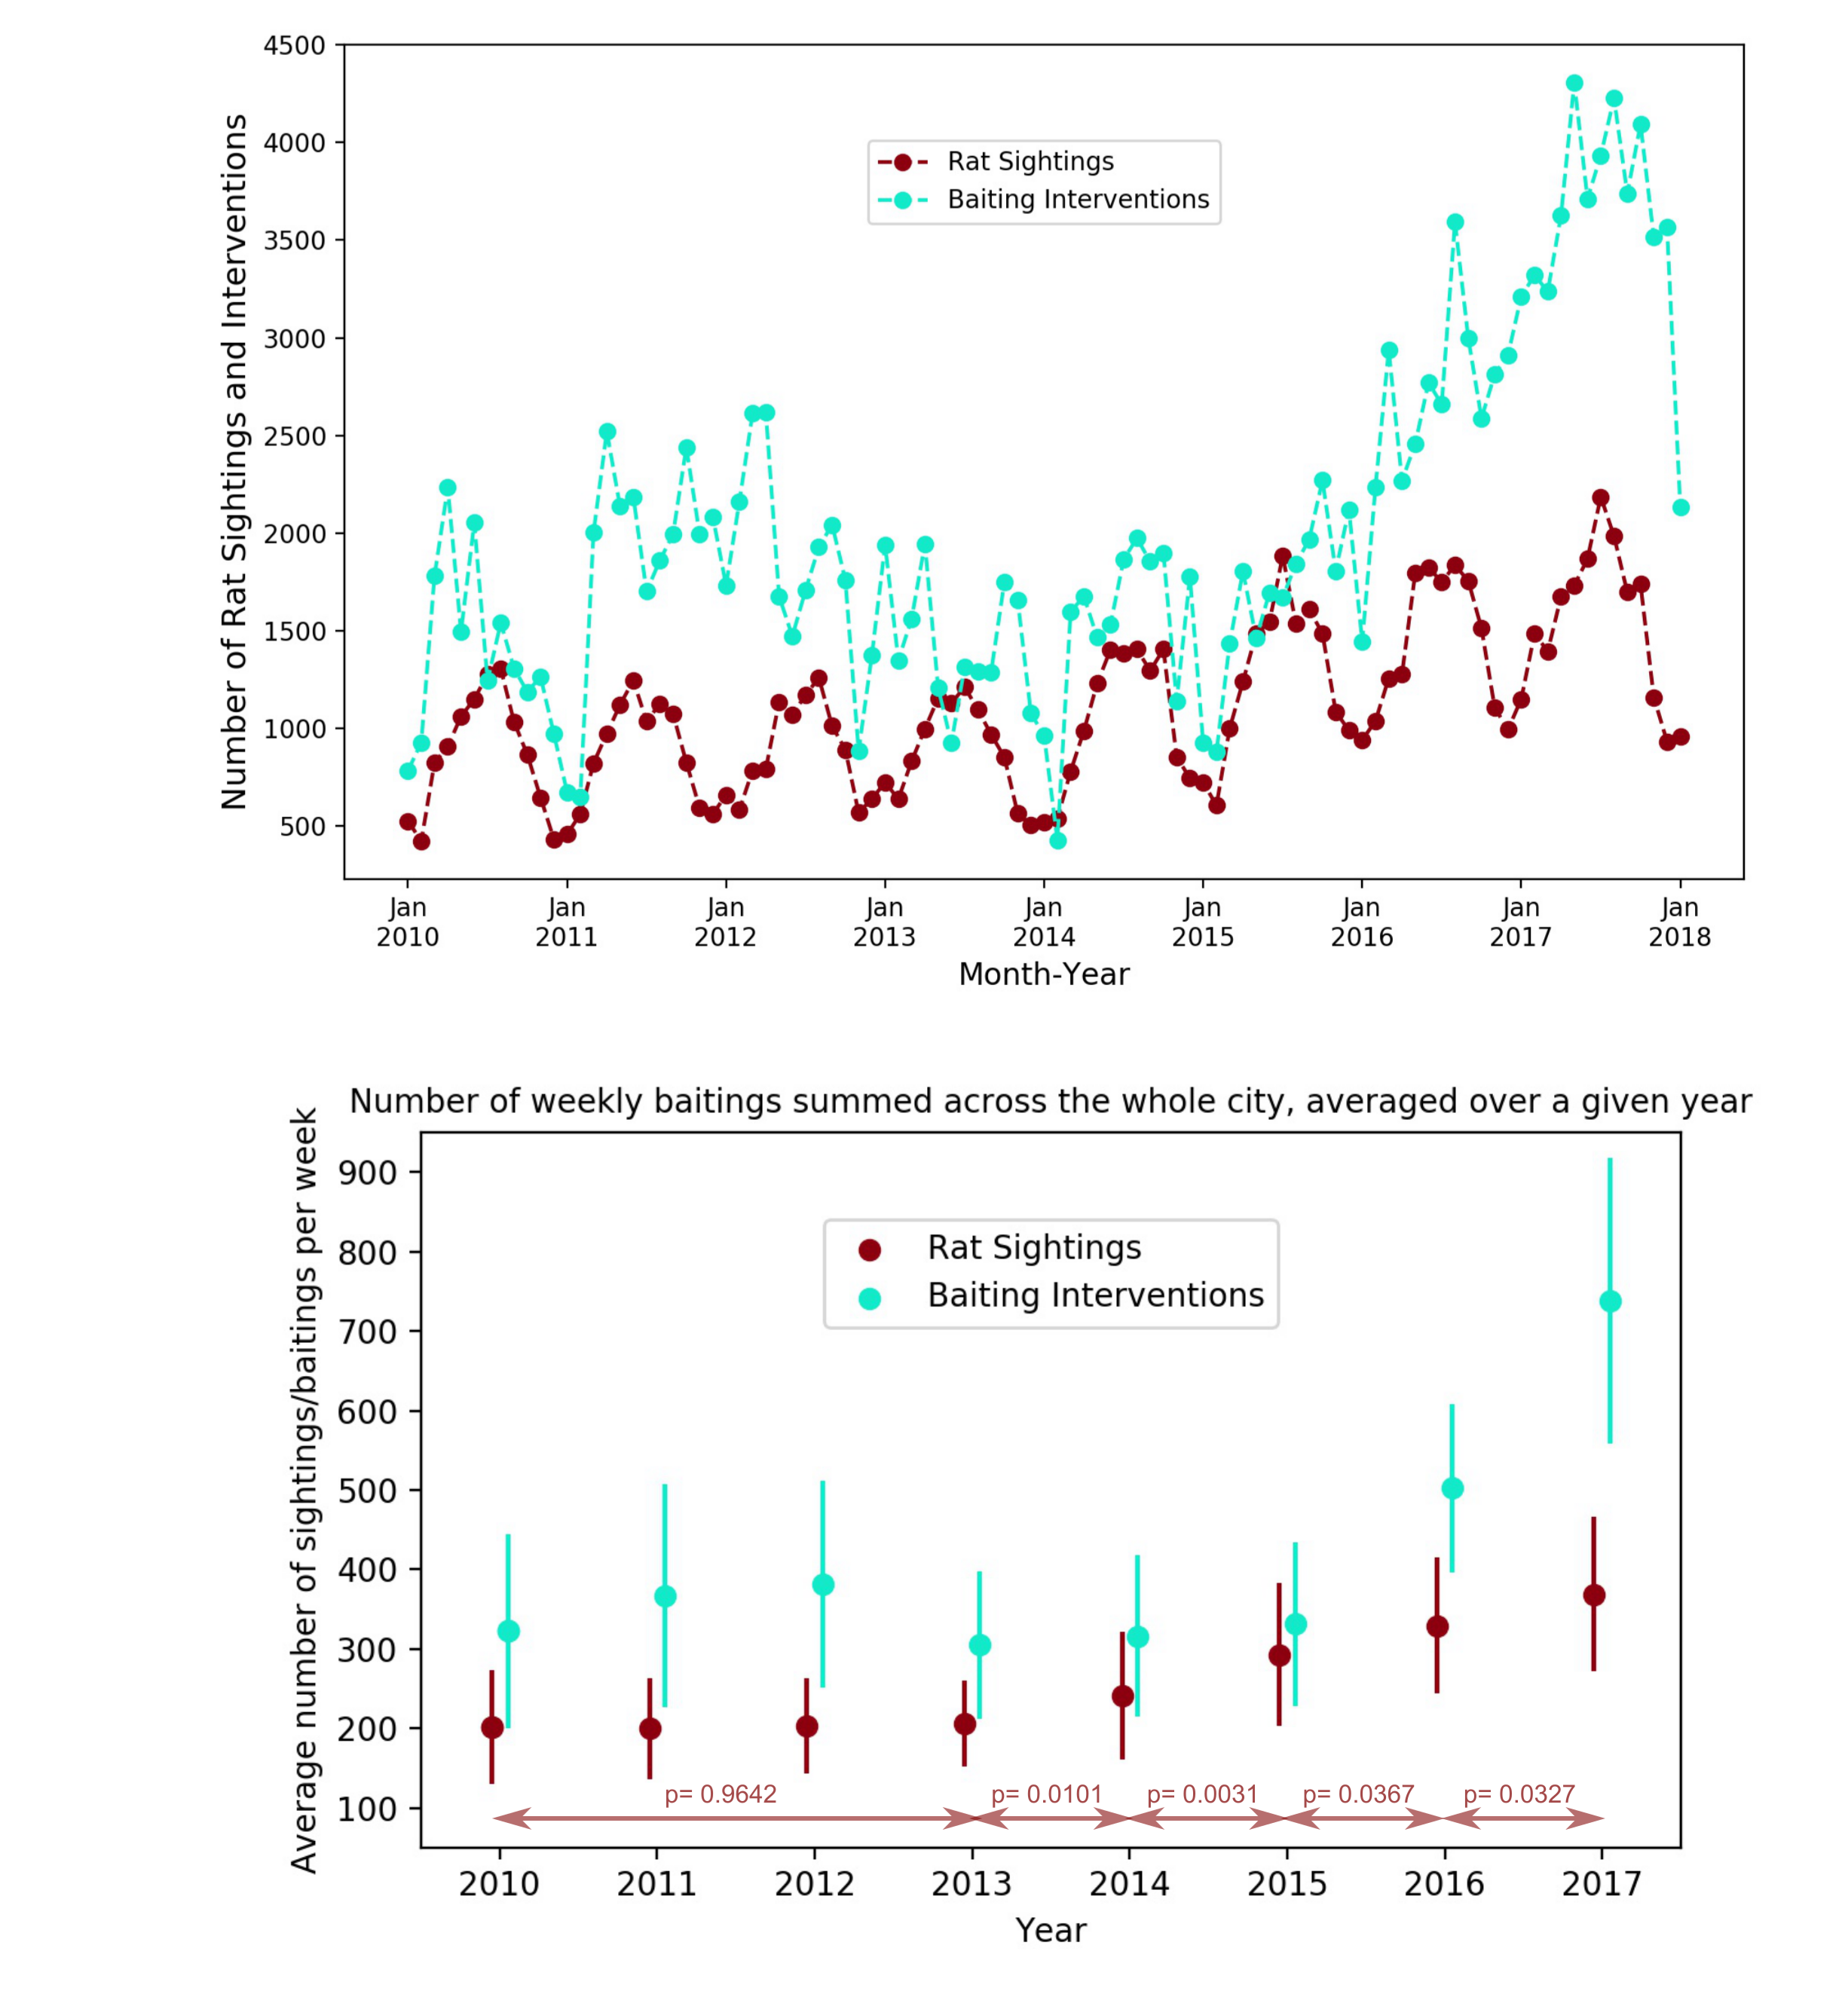 4500
4000
3500
3000
2500
2000
1500
1000
500
Number of Rat Sightings and Interventions
Rat Sightings
Baiting Interventions
Jan Jan Jan Jan Jan Jan Jan Jan Jan
2010 2011 2012 2013 2014 2015 2016 2017 2018
Month-Year
Number of weekly baitings summed across the whole city, averaged over a given year
Average number of sightings/baitings per week
900
800
700
600
500
400
300
200
100
Rat Sightings
Baiting Interventions
p= 0.9642 p= 0.0101 p= 0.0031 p= 0.0367 p= 0.0327
2010 2011 2012 2013 2014 2015 2016 2017
Year